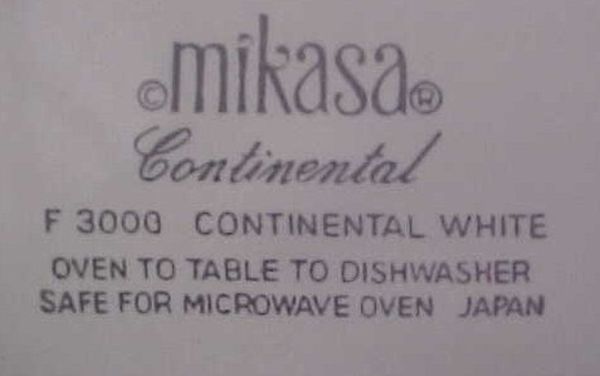 ©mikasa®
Continental
F 3000 CONTINENTAL WHITE
OVEN TO TABLE TO DISHWASHER
SAFE FOR MICROWAVE OVEN JAPAN